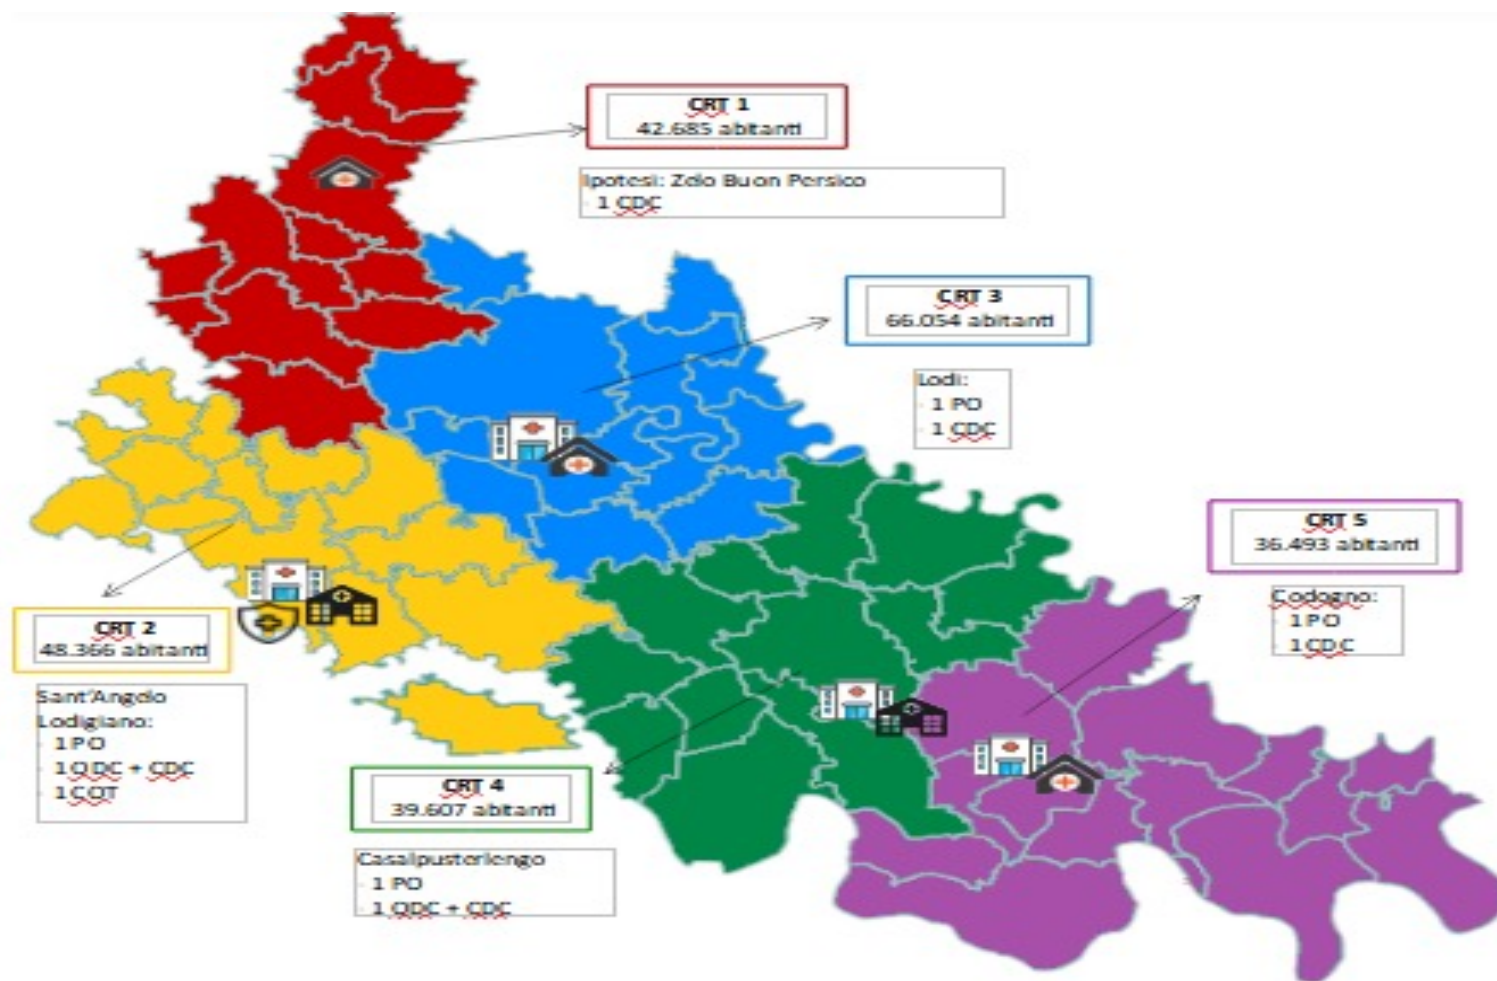 CRT 1
42.685 abitanti
Ipotesi: Zelo Buon Persico
- 1 CDC
CRT 3
66.054 abitanti
Lodi:
- 1 PO
- 1 CDC
CRT 5
36.493 abitanti
Codogno:
- 1 PO
- 1 CDC
CRT 2
48.366 abitanti
Sant'Angelo
Lodigiano:
- 1 PO
- 1 ODC + CDC
- 1 COT
CRT 4
39.607 abitanti
Casalpusterlengo
- 1 PO
- 1 ODC + CDC